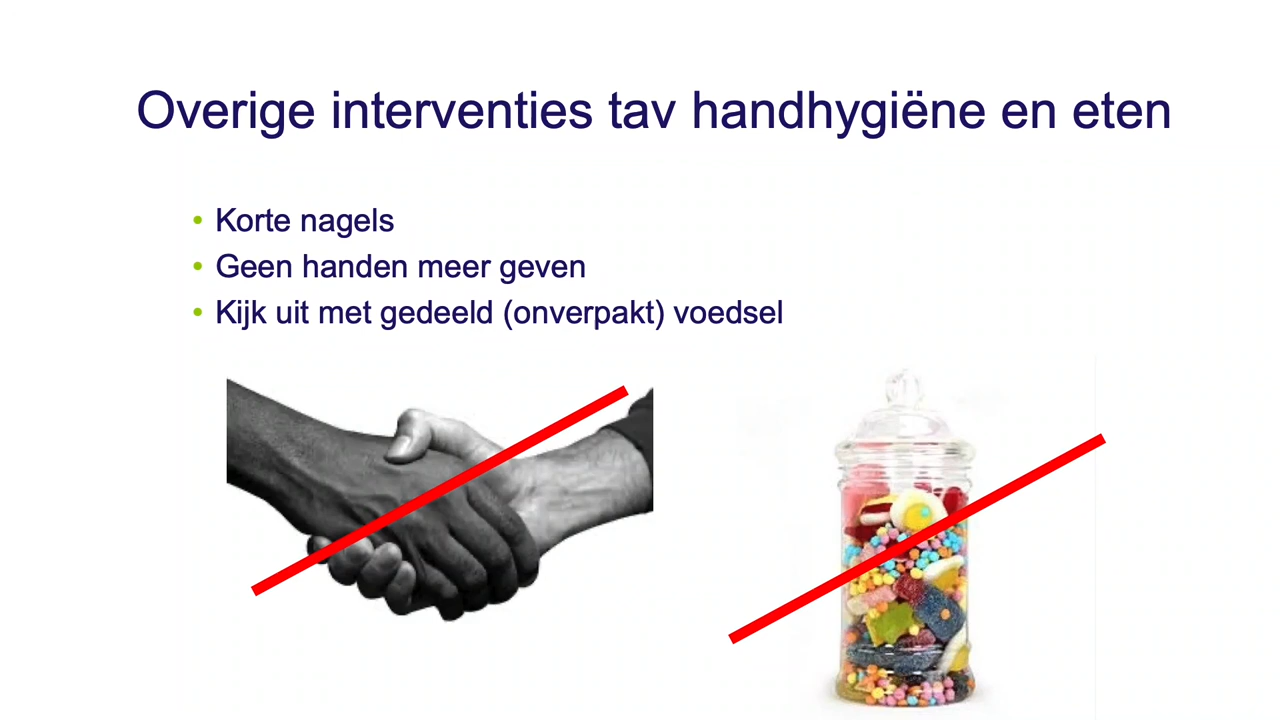 Overige interventies tav handhygiëne en eten
• Korte nagels
• Geen handen meer geven
• Kijk uit met gedeeld (onverpakt) voedsel